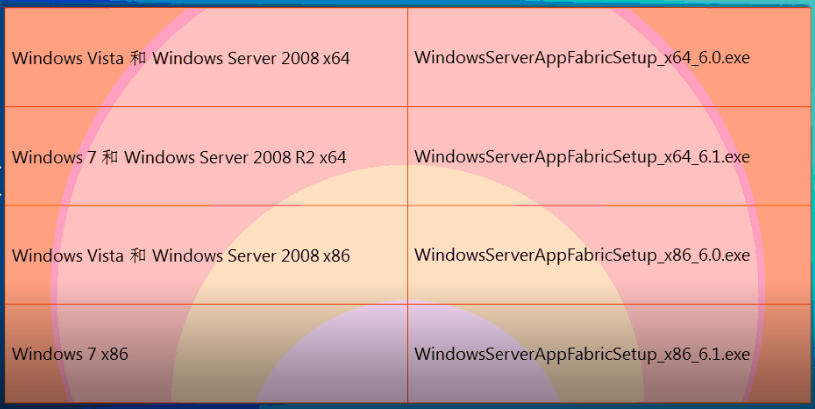 Windows Vista 和 Windows Server 2008 x64
WindowsServerAppFabricSetup_x64_6.0.exe
Windows 7 和 Windows Server 2008 R2 x64
WindowsServerAppFabricSetup_x64_6.1.exe
Windows Vista 和 Windows Server 2008 x86
WindowsServerAppFabricSetup_x86_6.0.exe
Windows 7 x86
WindowsServerAppFabricSetup_x86_6.1.exe